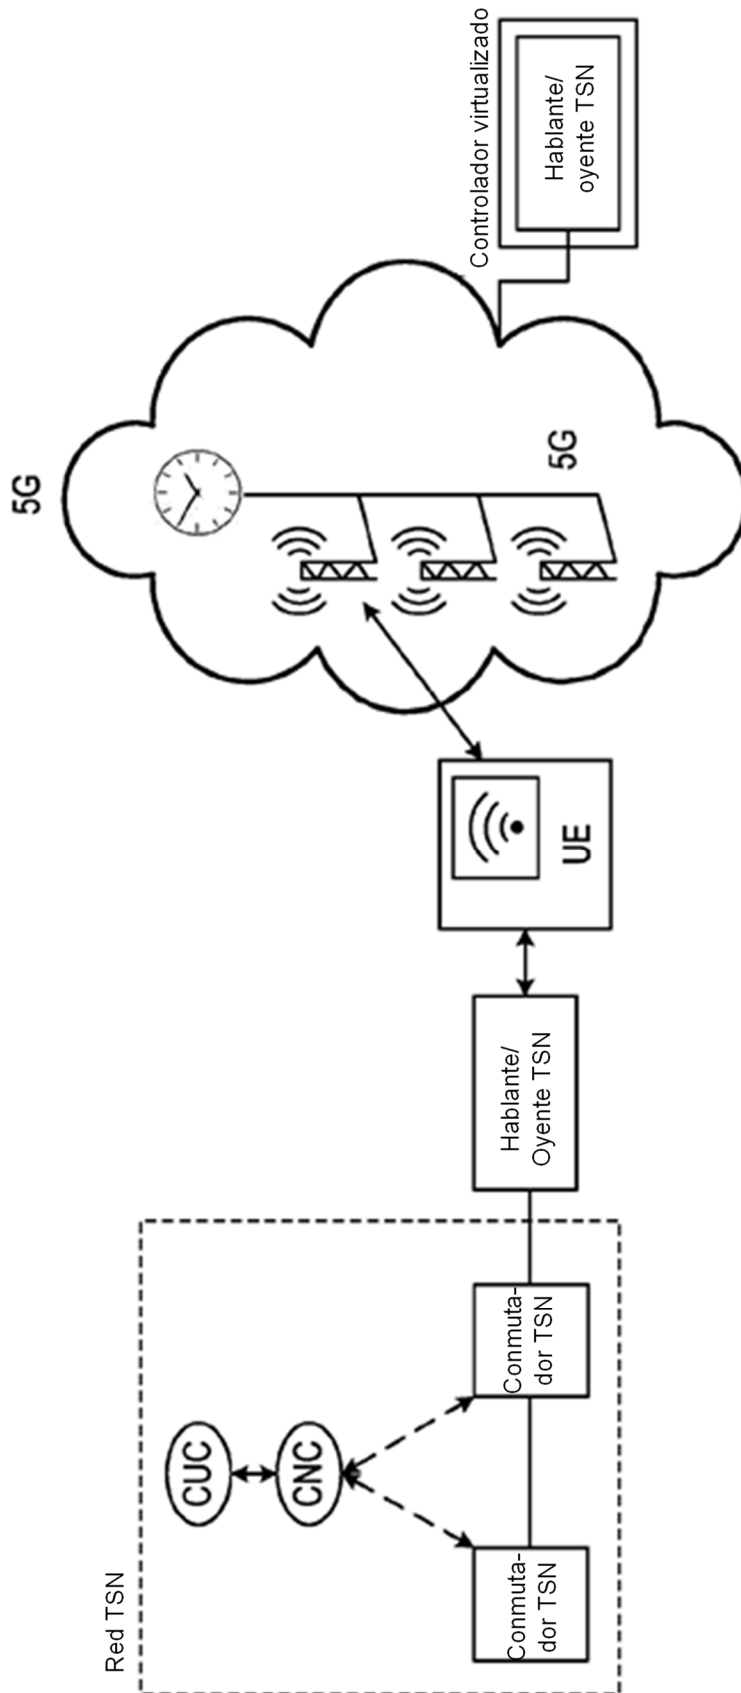 Red TSN
CUC
CNC
Conmuta-
dor TSN
Conmuta-
dor TSN
Hablante/
Oyente TSN
UE
5G
5G
Controlador virtualizado
Hablante/
oyente TSN